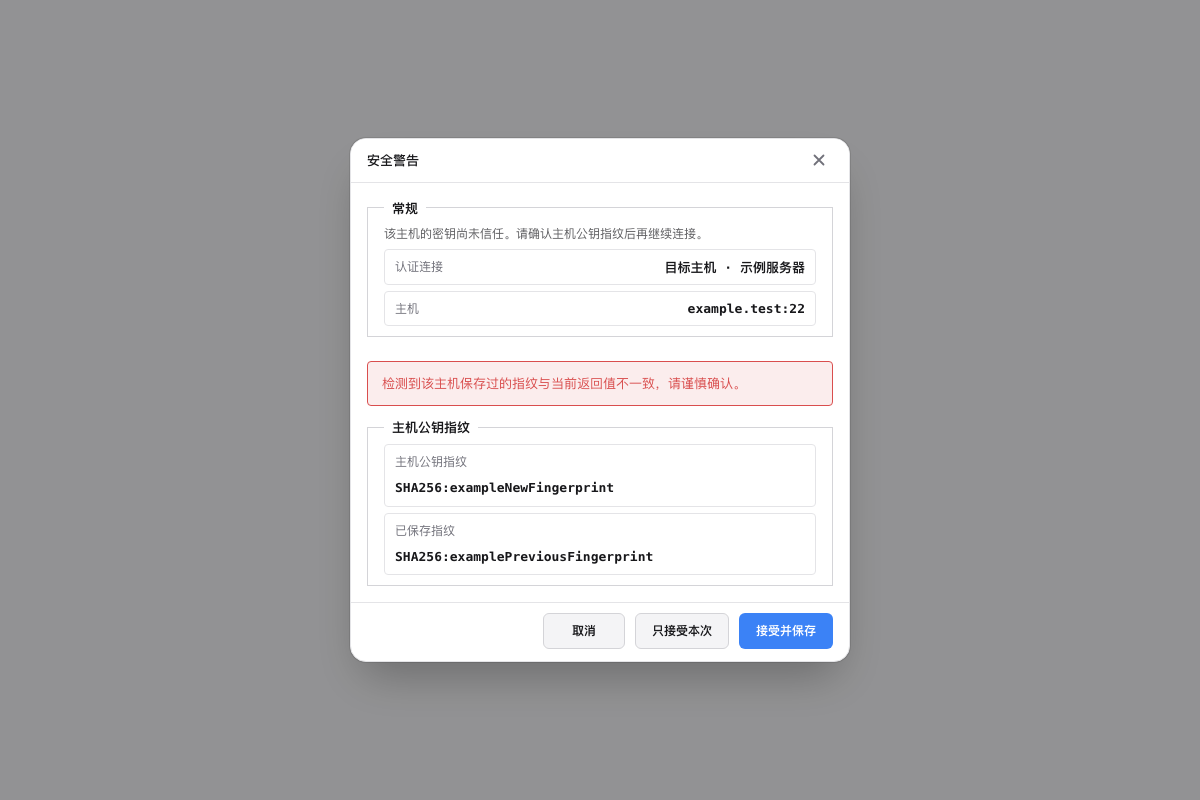 安全警告
常规
该主机的密钥尚未信任。请确认主机公钥指纹后再继续连接。
认证连接 目标主机 · 示例服务器
主机 example.test:22
检测到该主机保存过的指纹与当前返回值不一致，请谨慎确认。
主机公钥指纹
主机公钥指纹
SHA256:exampleNewFingerprint
已保存指纹
SHA256:examplePreviousFingerprint
取消 只接受本次 接受并保存